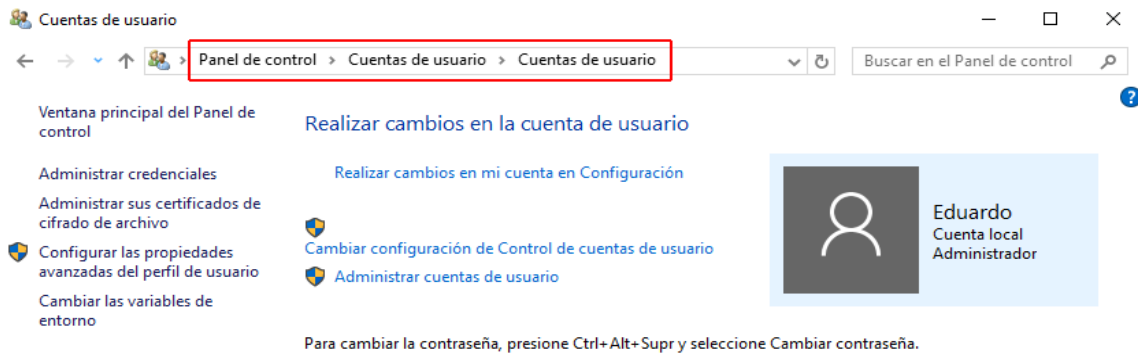 Cuentas de usuario
Panel de control > Cuentas de usuario > Cuentas de usuario
Buscar en el Panel de control
?
Ventana principal del Panel de
control
Administrar credenciales
Administrar sus certificados de
cifrado de archivo
Configurar las propiedades
avanzadas del perfil de usuario
Cambiar las variables de
entorno
Realizar cambios en la cuenta de usuario
Realizar cambios en mi cuenta en Configuración
Cambiar configuración de Control de cuentas de usuario
Administrar cuentas de usuario
Eduardo
Cuenta local
Administrador
Para cambiar la contraseña, presione Ctrl+Alt+Supr y seleccione Cambiar contraseña.